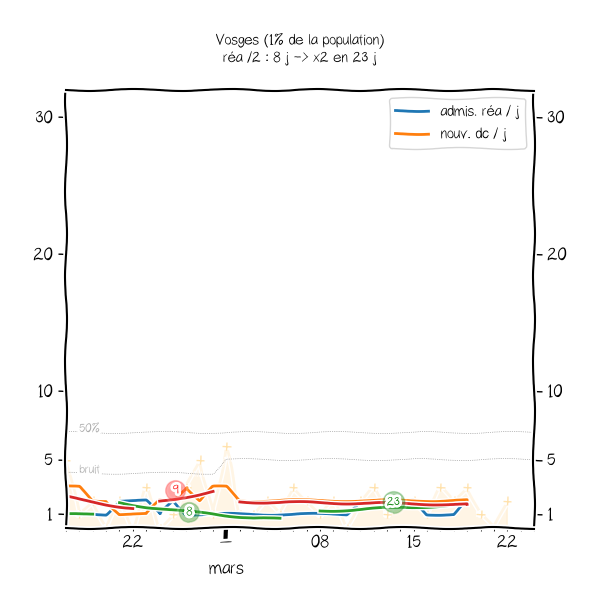 Vosges (1% de la population)
réa /2 : 8 j -> x2 en 23 j
admis. réa / j
nouv. dc / j
30 30
20 20
10 10
50%
5 5
bruit
9
23
8
1 1
22 08 15 22
mars